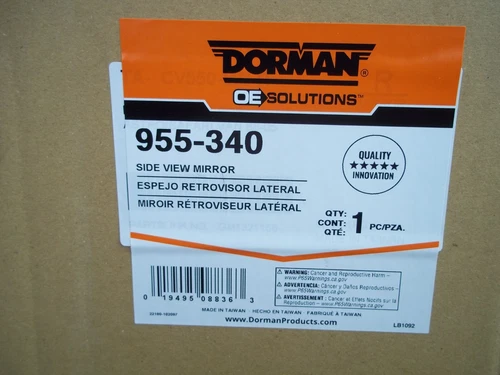 DORMAN®
OE SOLUTIONS™
955-340
SIDE VIEW MIRROR
ESPEJO RETROVISOR LATERAL
MIROIR RÉTROVISEUR LATÉRAL
QUALITY
★★★★★
INNOVATION
QTY:
CONT: 1 PC/PZA.
QTÉ:
WARNING: Cancer and Reproductive Harm –
www.P65Warnings.ca.gov
ADVERTENCIA: Cáncer y Daños Reproductivos –
www.P65Warnings.ca.gov
AVERTISSEMENT: Cancer et Effets Nocifs sur la
Reproduction – www.P65Warnings.ca.gov
0 19495 08836 3
MADE IN TAIWAN HECHO EN TAIWAN FABRIQUÉ À TAIWAN
www.DormanProducts.com
LB1092